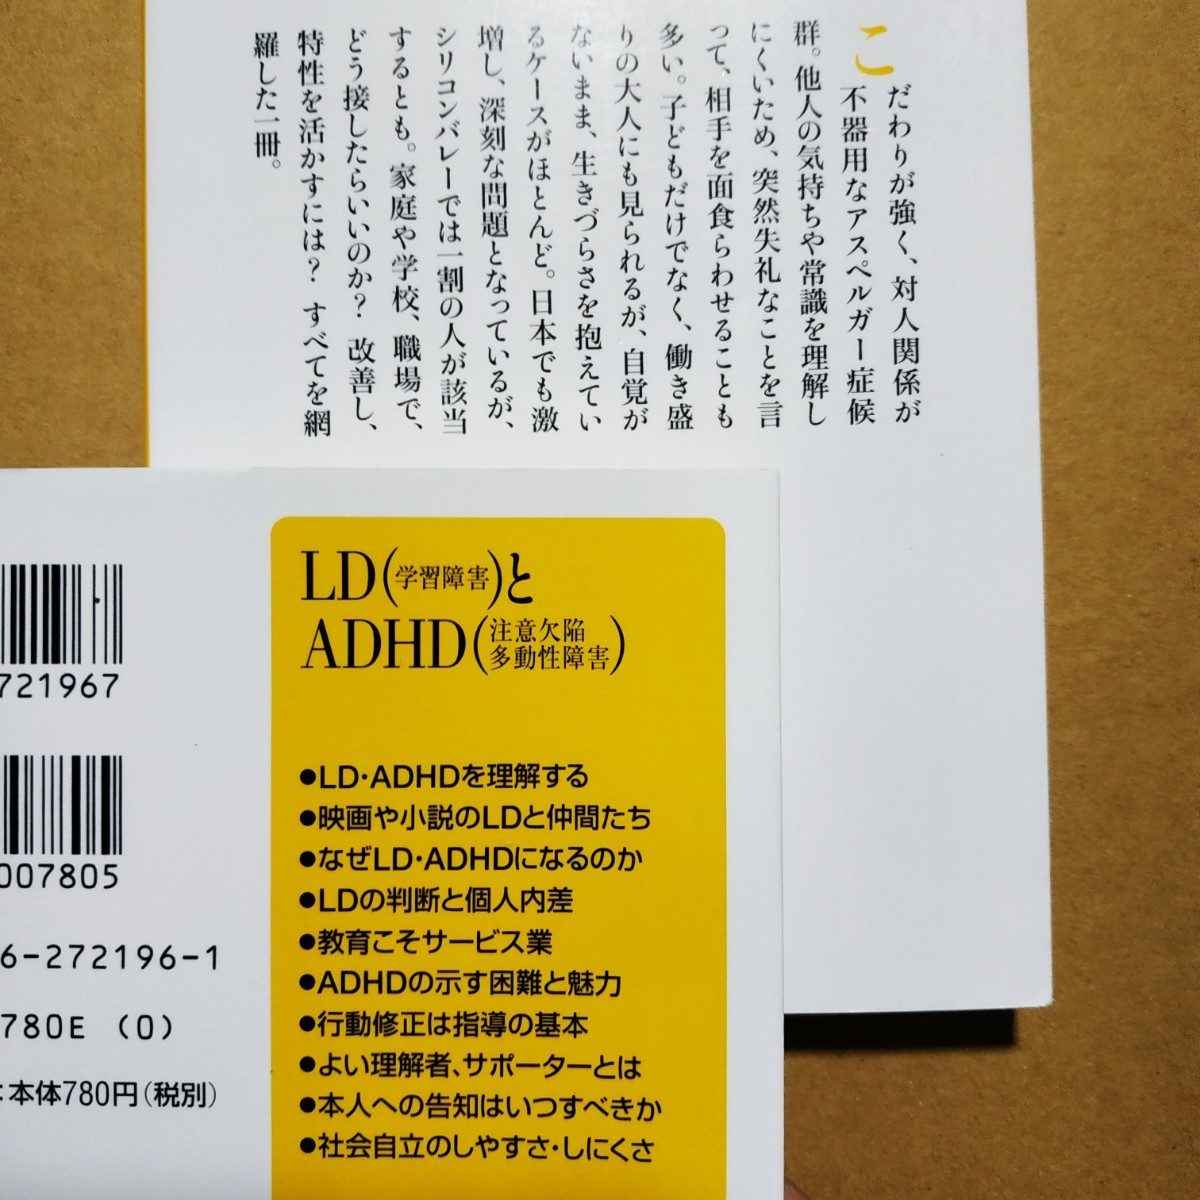 こだわりが強く、対人関係が
不器用なアスペルガー症候
群。他人の気持ちや常識を理解し
にくいため、突然失礼なことを言
って、相手を面食らわせることも
多い。子どもだけでなく、働き盛
りの大人にも見られるが、自覚が
ないまま、生きづらさを抱えてい
るケースがほとんど。日本でも激
増し、深刻な問題となっているが、
シリコンバレーでは一割の人が該当
するとも。家庭や学校、職場で、
どう接したらいいのか？ 改善し、
特性を活かすには？ すべてを網
羅した一冊。
721967
007805
6-272196-1
780E (0)
：本体780円（税別）
LD（学習障害）と
ADHD（注意欠陥
多動性障害）
●LD・ADHDを理解する
●映画や小説のLDと仲間たち
●なぜLD・ADHDになるのか
●LDの判断と個人内差
●教育こそサービス業
●ADHDの示す困難と魅力
●行動修正は指導の基本
●よい理解者、サポーターとは
●本人への告知はいつすべきか
●社会自立のしやすさ・しにくさ